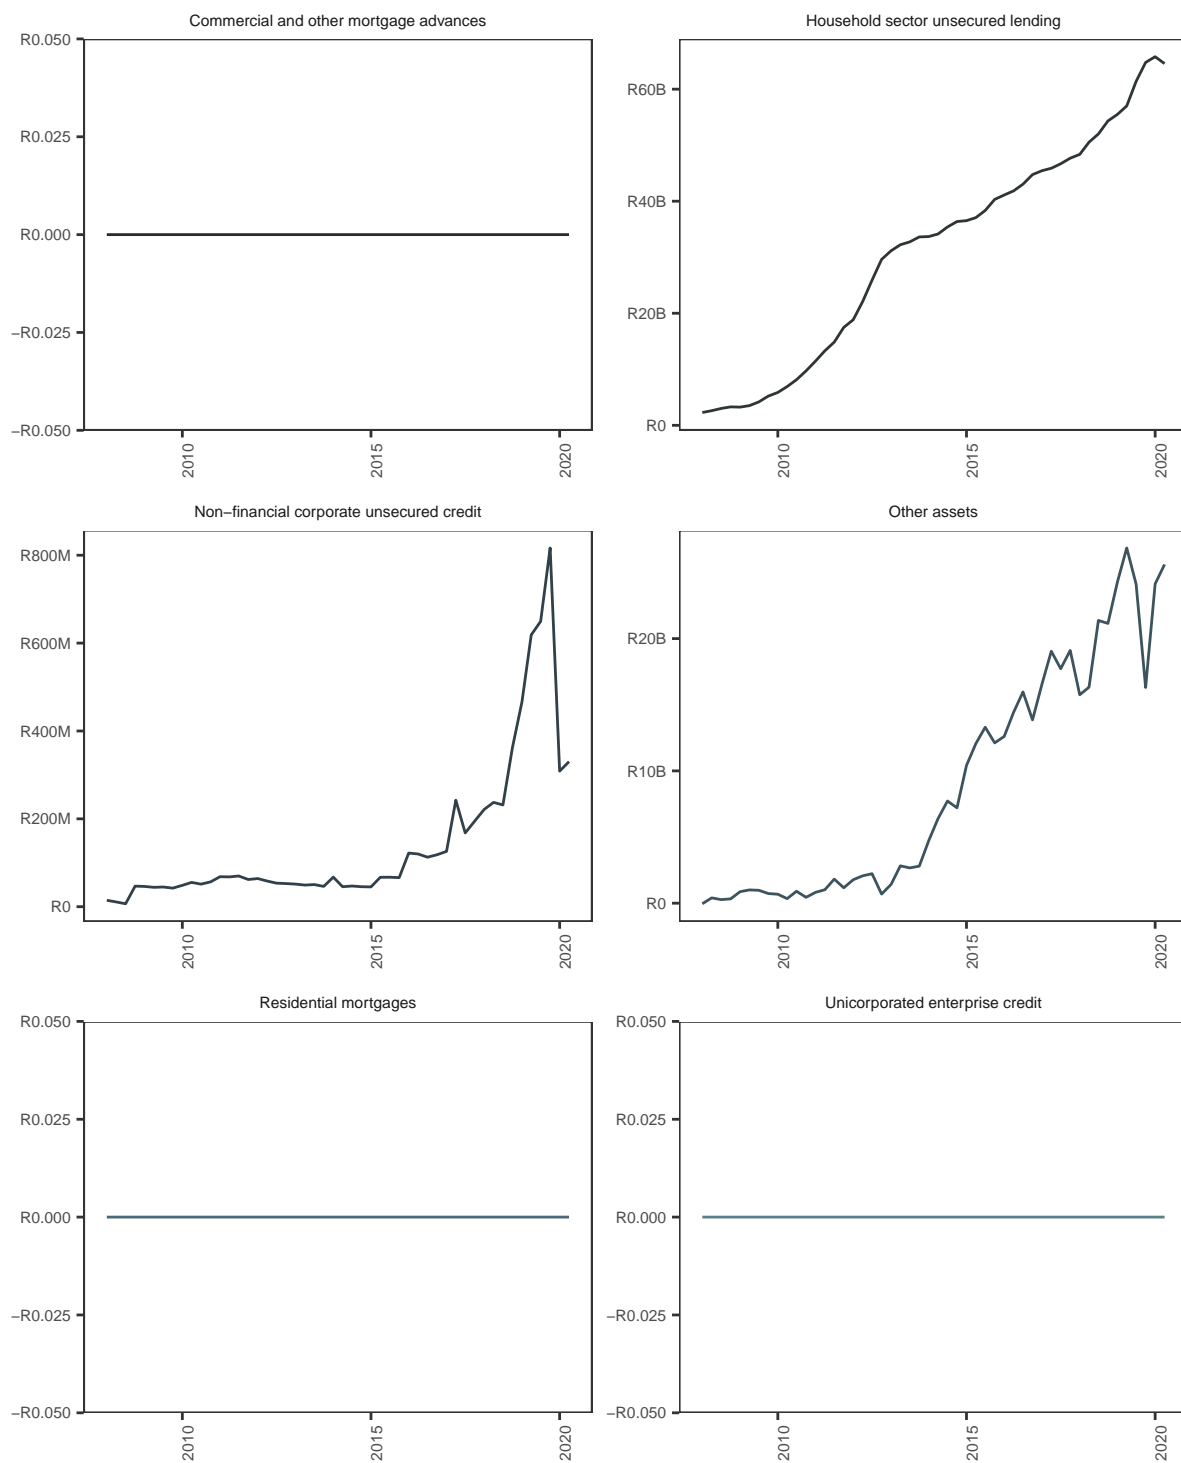 Commercial and other mortgage advances
R0.050
R0.025
R0.000
−R0.025
−R0.050
2010
2015
2020
Household sector unsecured lending
R60B
R40B
R20B
R0
2010
2015
2020
Non−financial corporate unsecured credit
R800M
R600M
R400M
R200M
R0
2010
2015
2020
Other assets
R20B
R10B
R0
2010
2015
2020
Residential mortgages
R0.050
R0.025
R0.000
−R0.025
−R0.050
2010
2015
2020
Unicorporated enterprise credit
R0.050
R0.025
R0.000
−R0.025
−R0.050
2010
2015
2020